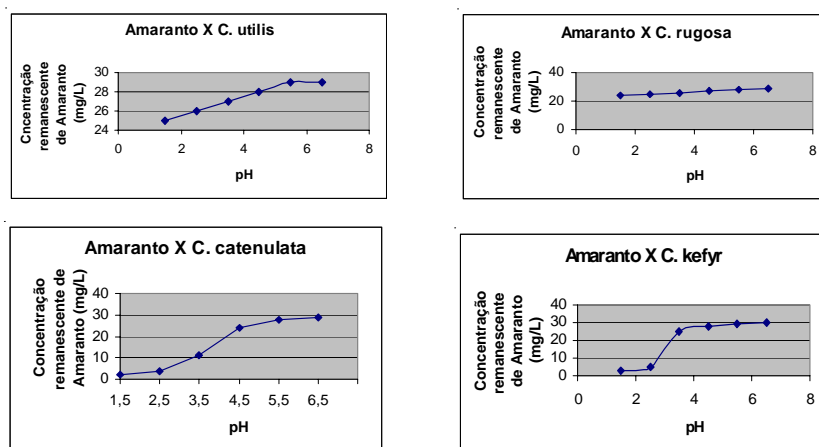 Amaranto X C. utilis
Cncentração
remanescente
de Amaranto
(mg/L)
30
28
26
24
0 2 4 6 8
pH
Amaranto X C. rugosa
Concentração
remanescente
de Amaranto
(mg/L)
40
20
0
0 2 4 6 8
pH
Amaranto X C. catenulata
Concentração
remanescente de
Amaranto (mg/L)
40
30
20
10
0
1,5 2,5 3,5 4,5 5,5 6,5
pH
Amaranto X C. kefyr
Concentração
remanescente
de Amaranto
(mg/L)
40
30
20
10
0
0 2 4 6 8
pH